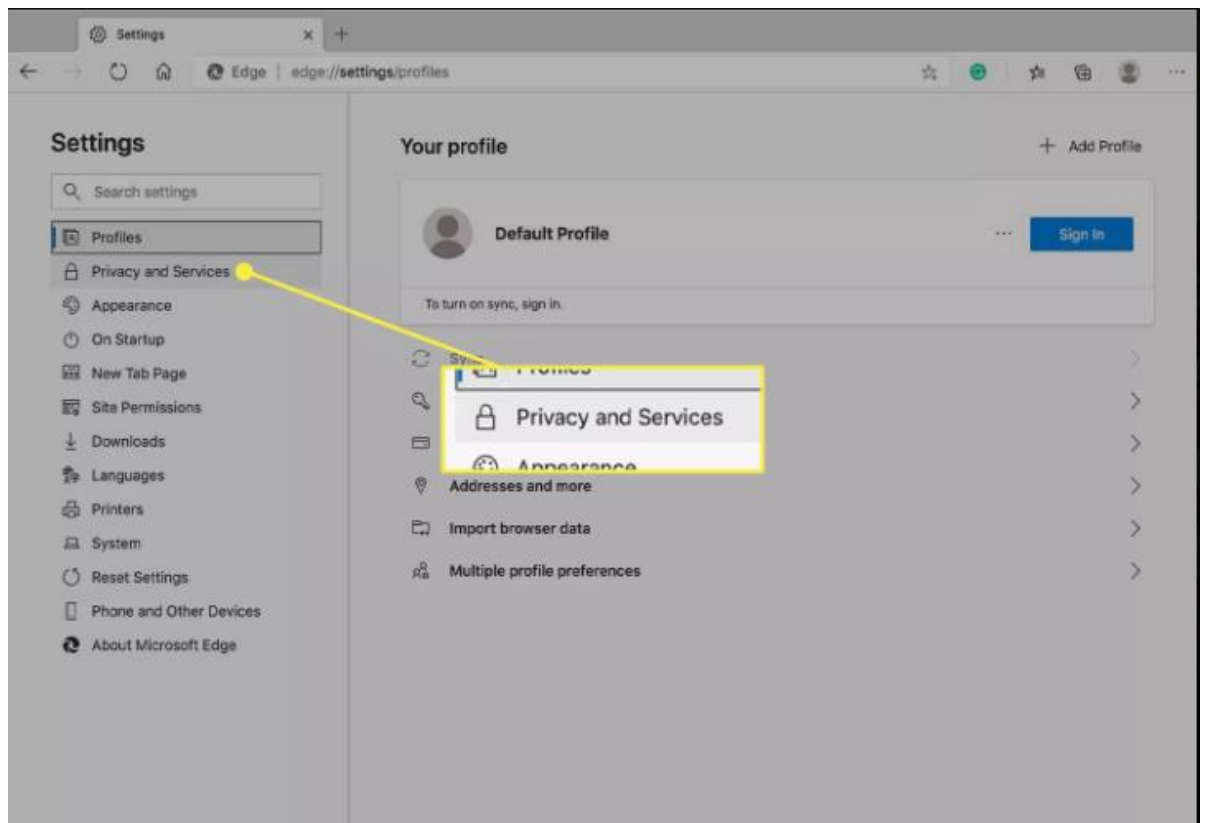 Settings
Edge | edge://settings/profiles
Settings
Search settings
Profiles
Privacy and Services
Appearance
On Startup
New Tab Page
Site Permissions
Downloads
Languages
Printers
System
Reset Settings
Phone and Other Devices
About Microsoft Edge
Your profile
+ Add Profile
Default Profile
Sign In
To turn on sync, sign in.
Sync
Profiles
Privacy and Services
Appearance
Addresses and more
Import browser data
Multiple profile preferences